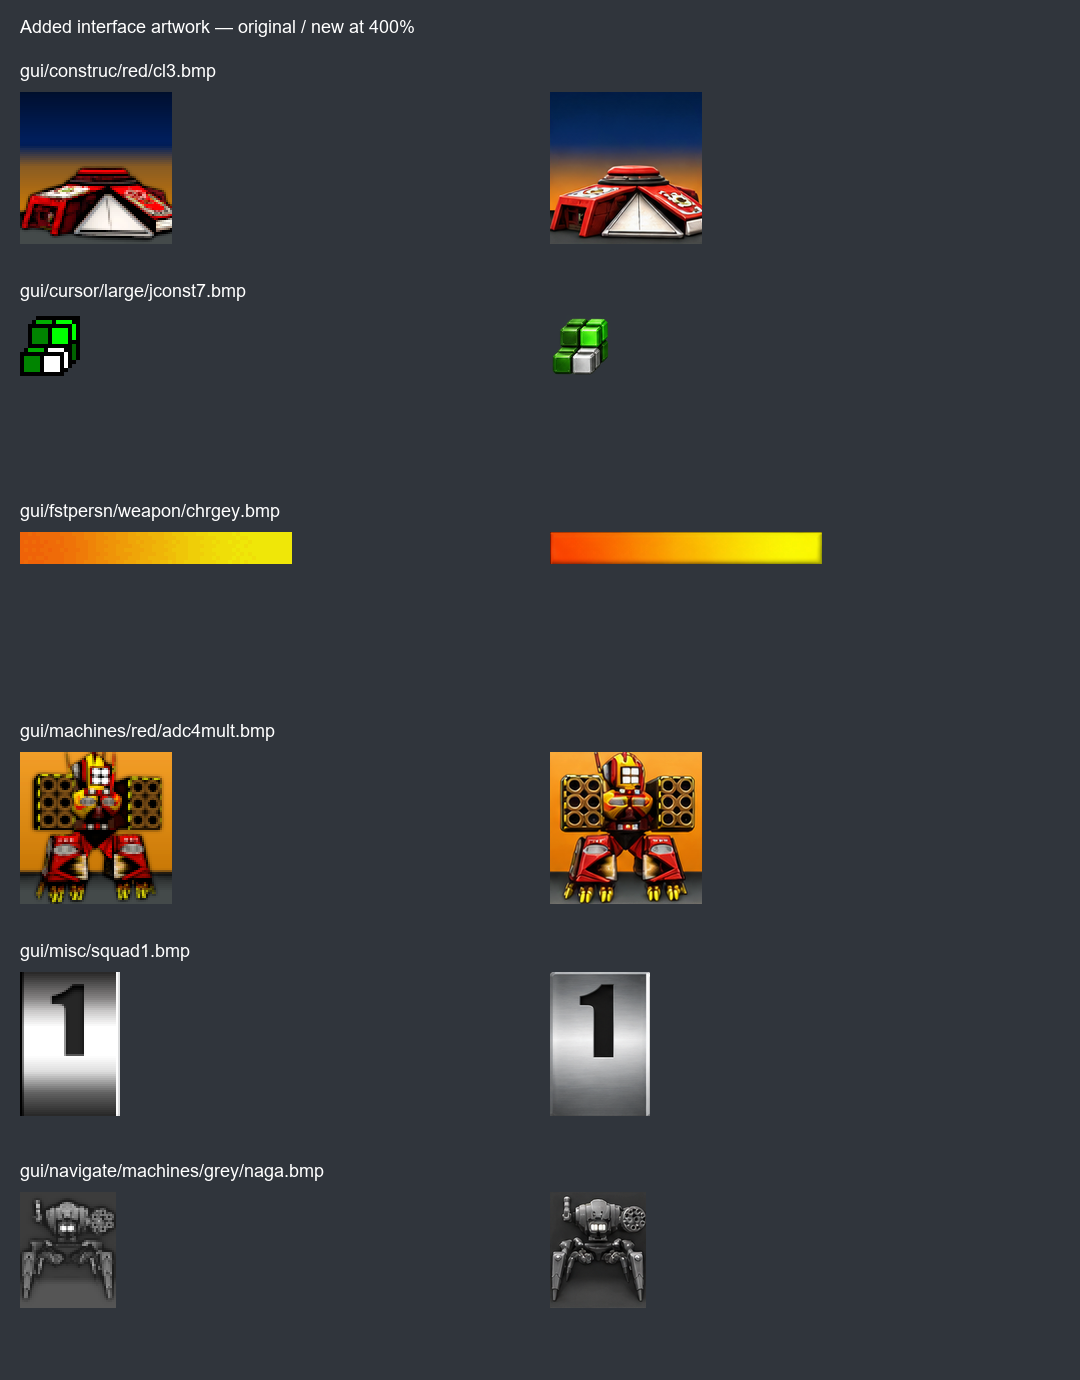 Added interface artwork — original / new at 400%
gui/construc/red/cl3.bmp
gui/cursor/large/jconst7.bmp
gui/fstpersn/weapon/chrgey.bmp
gui/machines/red/adc4mult.bmp
gui/misc/squad1.bmp
1 1
gui/navigate/machines/grey/naga.bmp